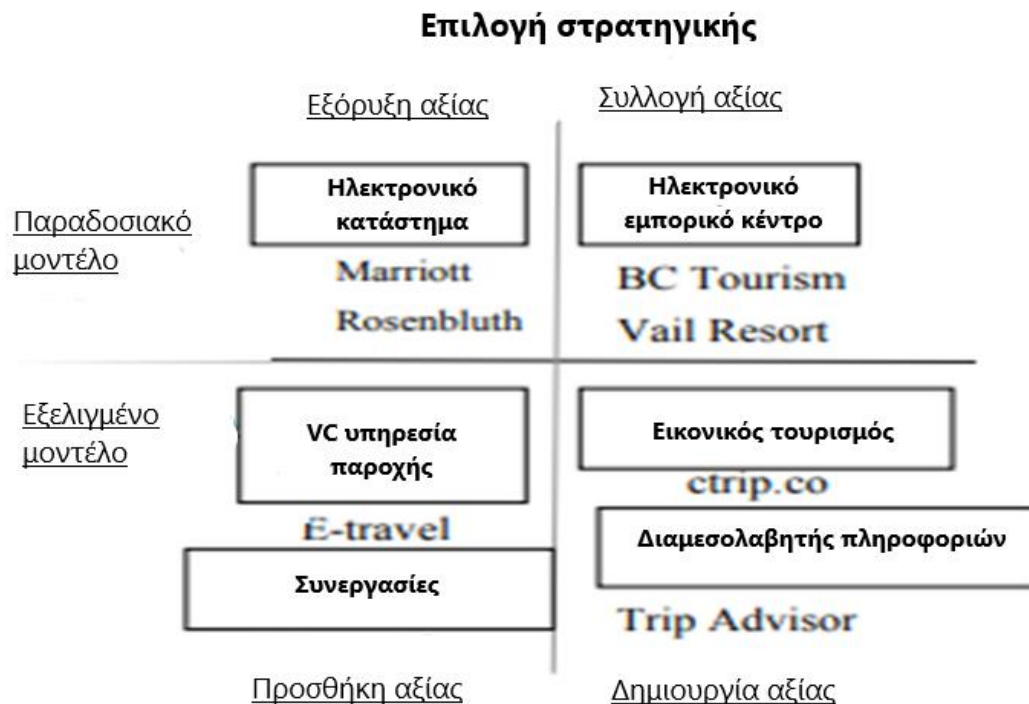 Επιλογή στρατηγικής
Εξόρυξη αξίας
Συλλογή αξίας
Παραδοσιακό
μοντέλο
Ηλεκτρονικό
κατάστημα
Marriott
Rosenbluth
Ηλεκτρονικό
εμπορικό κέντρο
BC Tourism
Vail Resort
Εξελιγμένο
μοντέλο
VC υπηρεσία
παροχής
E-travel
Συνεργασίες
Εικονικός τουρισμός
ctrip.co
Διαμεσολαβητής πληροφοριών
Trip Advisor
Προσθήκη αξίας
Δημιουργία αξίας